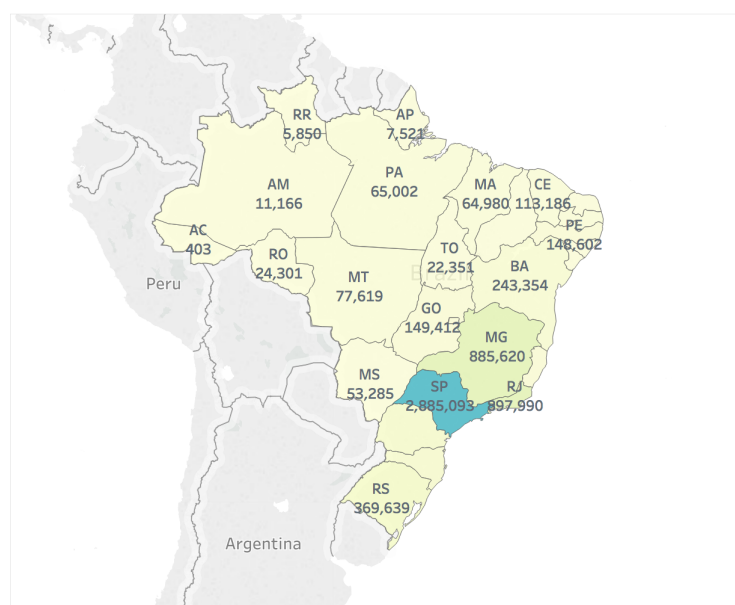 RR
5,850
AP
7,521
PA
65,002
AM
11,166
MA
64,980
CE
113,186
AC
403
PE
148,602
RO
24,301
TO
22,351
BA
243,354
Brazil
MT
77,619
Peru
GO
149,412
MG
885,620
MS
53,285
SP
2,885,093
RJ
897,990
RS
369,639
Argentina